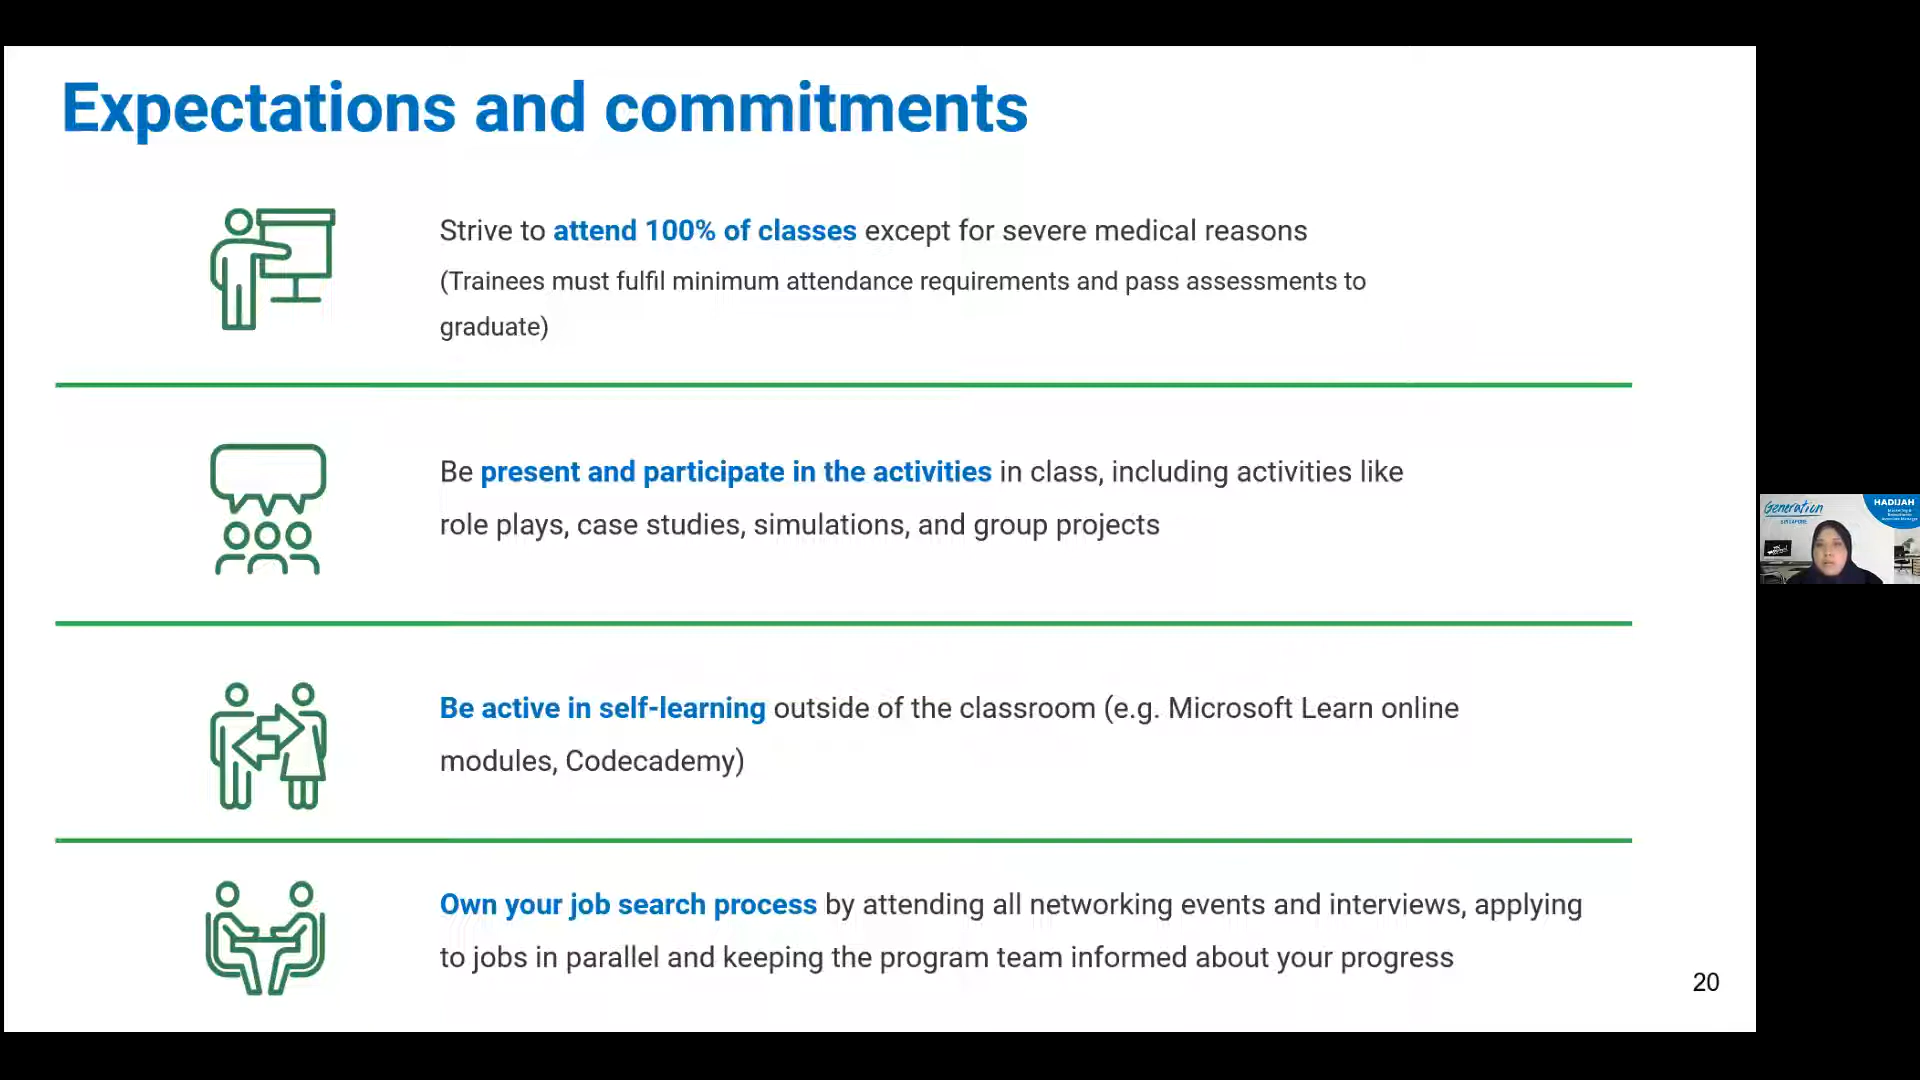 Expectations and commitments
Strive to attend 100% of classes except for severe medical reasons
(Trainees must fulfil minimum attendance requirements and pass assessments to
graduate)
Be present and participate in the activities in class, including activities like
role plays, case studies, simulations, and group projects
Be active in self-learning outside of the classroom (e.g. Microsoft Learn online
modules, Codecademy)
Own your job search process by attending all networking events and interviews, applying
to jobs in parallel and keeping the program team informed about your progress
20
Generation
SINGAPORE
HADIJAH